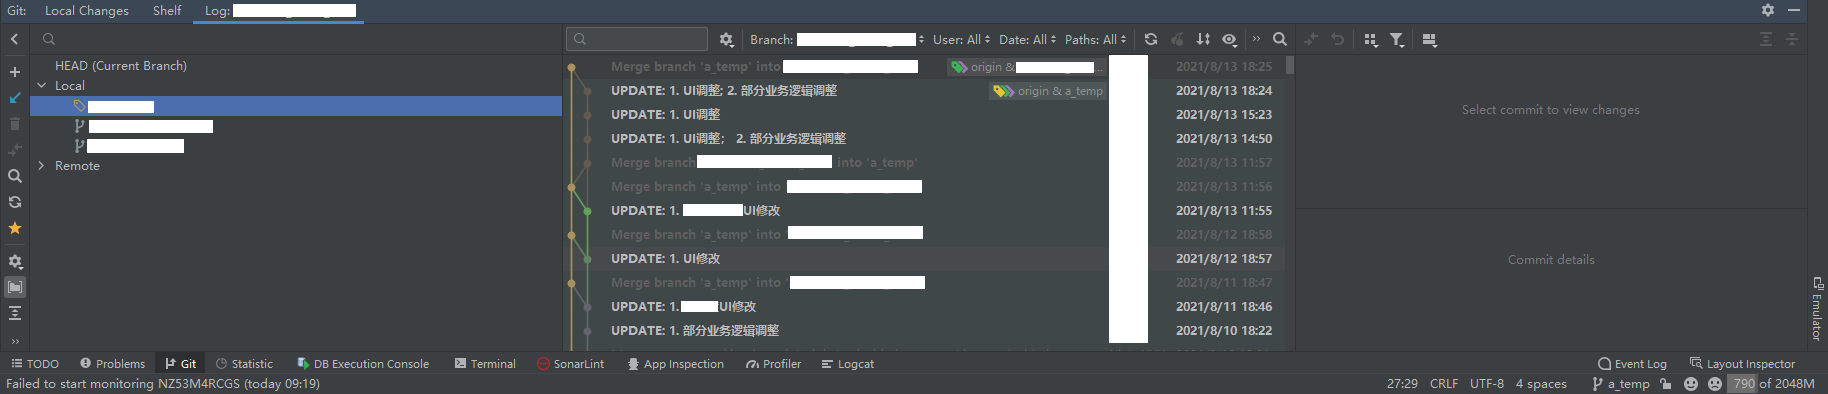 Git: Local Changes Shelf Log:
Branch: User: All Date: All Paths: All
HEAD (Current Branch)
Local
Remote
Merge branch 'a_temp' into origin & ... 2021/8/13 18:25
UPDATE: 1. UI调整; 2. 部分业务逻辑调整 origin & a_temp 2021/8/13 18:24
UPDATE: 1. UI调整 2021/8/13 15:23
UPDATE: 1. UI调整； 2. 部分业务逻辑调整 2021/8/13 14:50
Merge branch into 'a_temp' 2021/8/13 11:57
Merge branch 'a_temp' into 2021/8/13 11:56
UPDATE: 1. UI修改 2021/8/13 11:55
Merge branch 'a_temp' into ' 2021/8/12 18:58
UPDATE: 1. UI修改 2021/8/12 18:57
Merge branch 'a_temp' into ' 2021/8/11 18:47
UPDATE: 1. UI修改 2021/8/11 18:46
UPDATE: 1. 部分业务逻辑调整 2021/8/10 18:22
Select commit to view changes
Commit details
Emulator
TODO Problems Git Statistic DB Execution Console Terminal SonarLint App Inspection Profiler Logcat Event Log Layout Inspector
Failed to start monitoring NZ53M4RCGS (today 09:19) 27:29 CRLF UTF-8 4 spaces a_temp 790 of 2048M